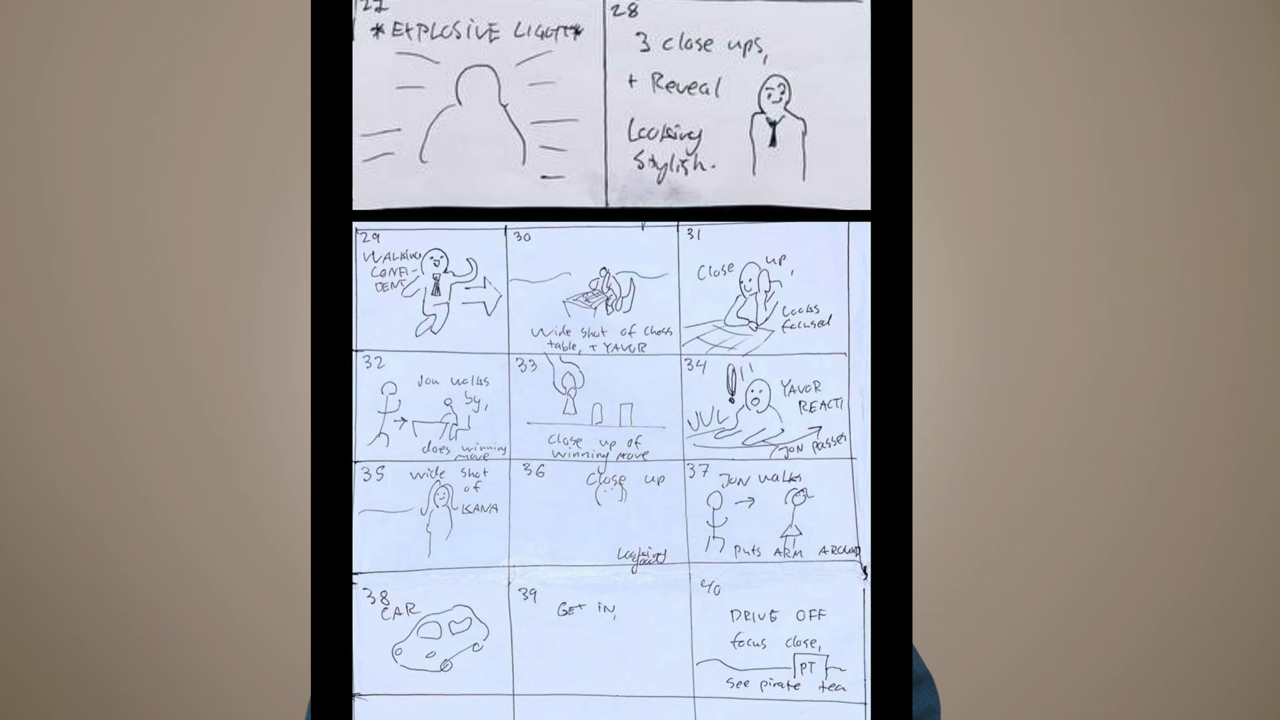 27
*EXPLOSIVE LIGHT*
28
3 close ups,
+ Reveal
Looking
Stylish.
29
WALKING
CONFI-
DENT
30
Wide shot of chess
table, + YAVOR
31
Close up,
Looks
focused
32
Jon walks
by,
does winning
move
33
Close up of
winning move
34
YAVOR
REACTI
JON passes
35
wide shot
of
KANA
36
Close up
Looking
37
JON walks
puts ARM AROUND
38
CAR
39
GET IN,
40
DRIVE OFF
focus close,
PT
see pirate tea